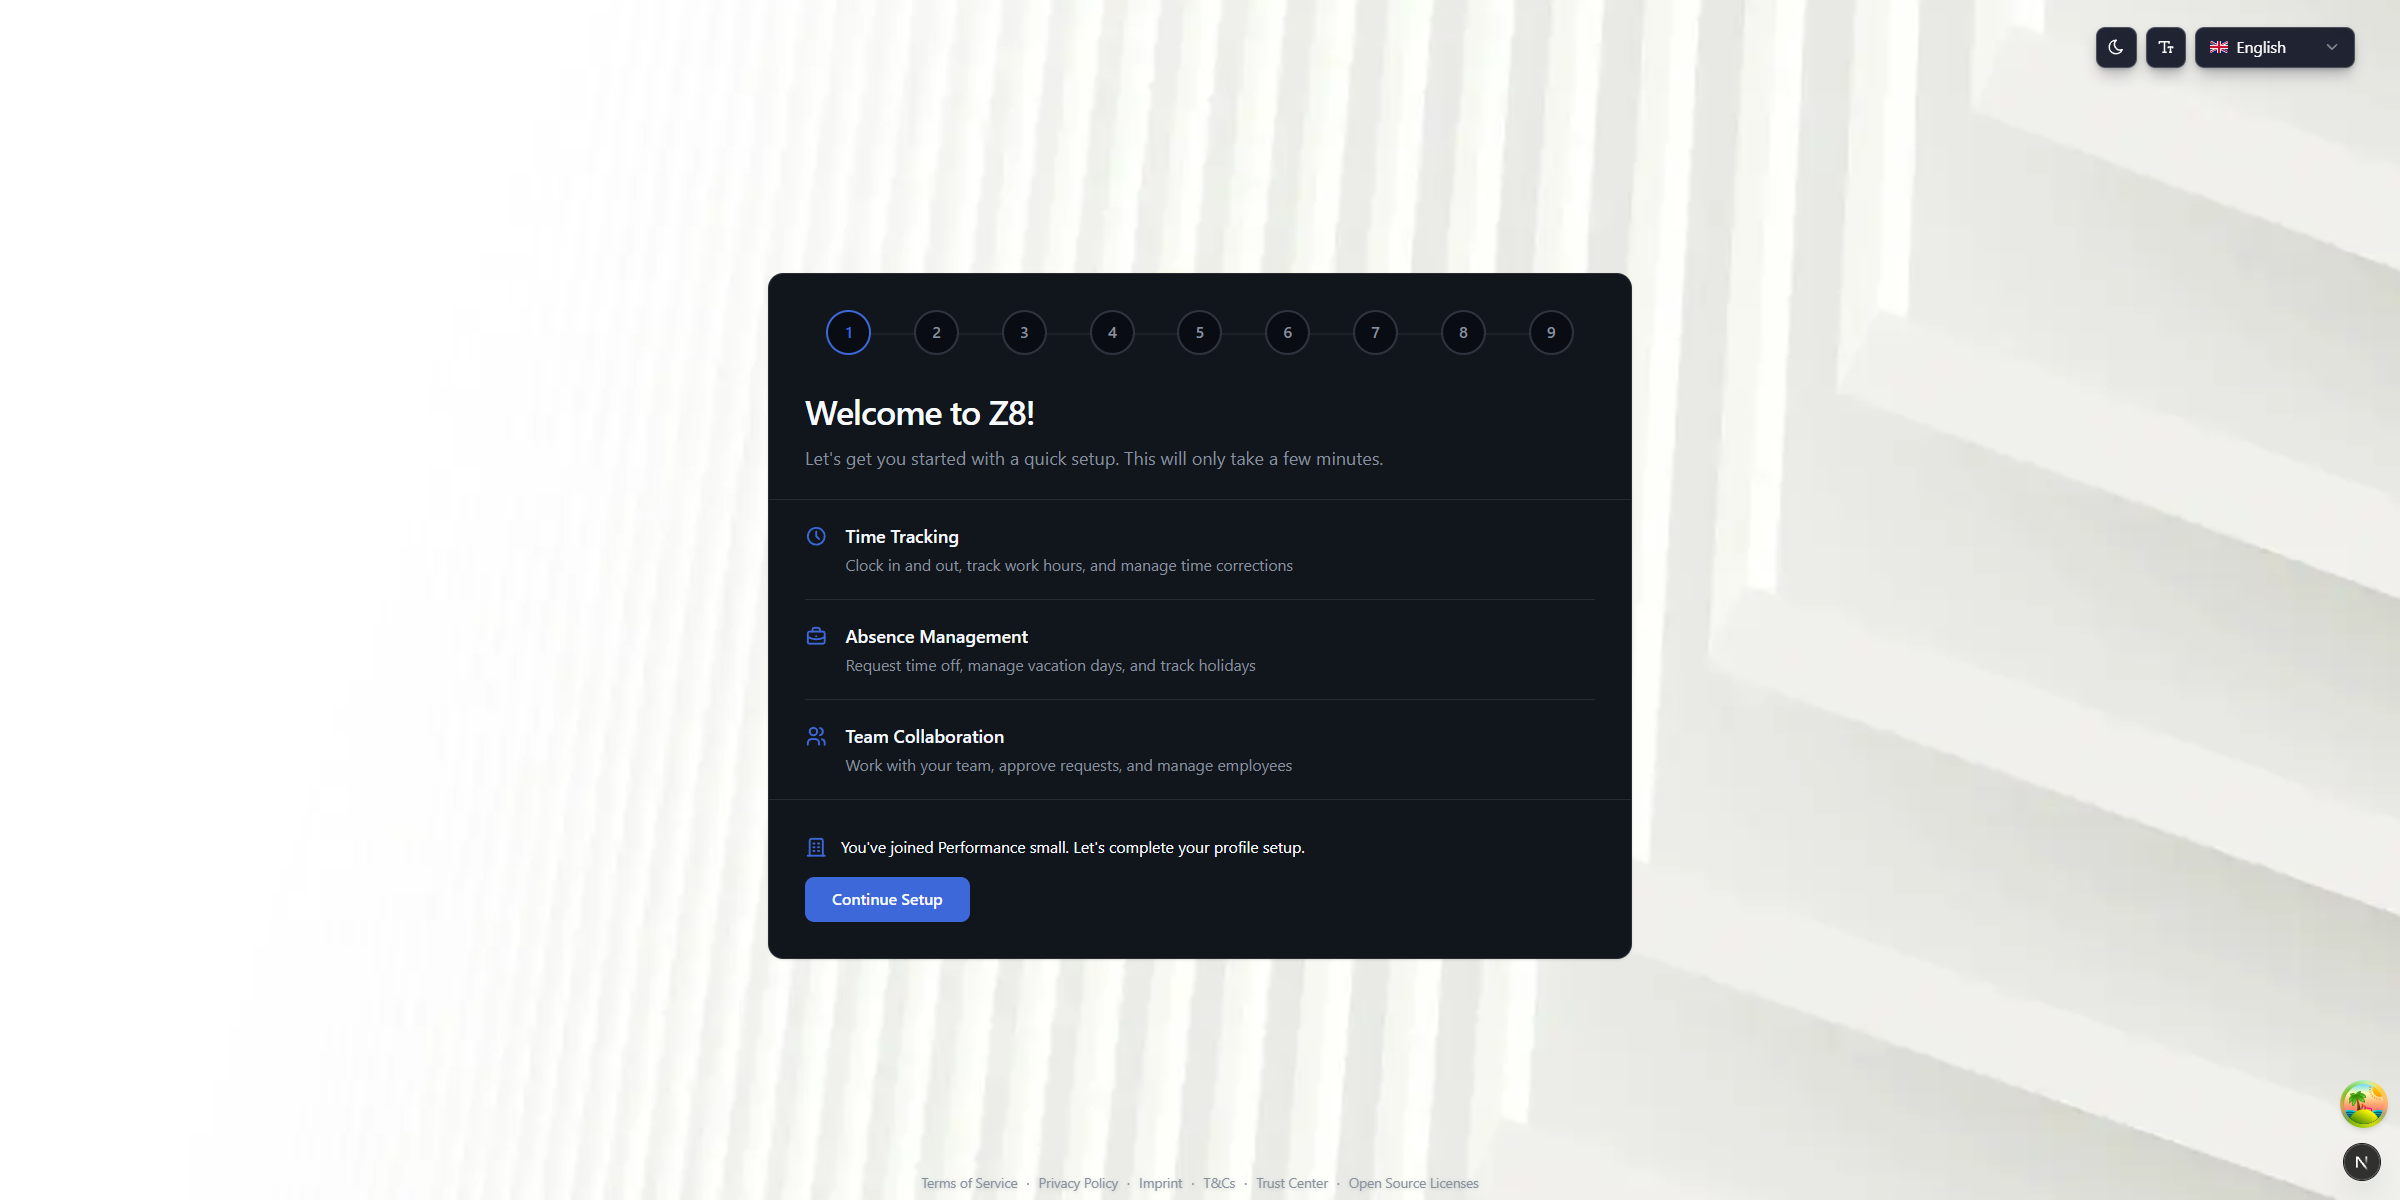 English
1 2 3 4 5 6 7 8 9
Welcome to Z8!
Let's get you started with a quick setup. This will only take a few minutes.
Time Tracking
Clock in and out, track work hours, and manage time corrections
Absence Management
Request time off, manage vacation days, and track holidays
Team Collaboration
Work with your team, approve requests, and manage employees
You've joined Performance small. Let's complete your profile setup.
Continue Setup
Terms of Service · Privacy Policy · Imprint · T&Cs · Trust Center · Open Source Licenses
N